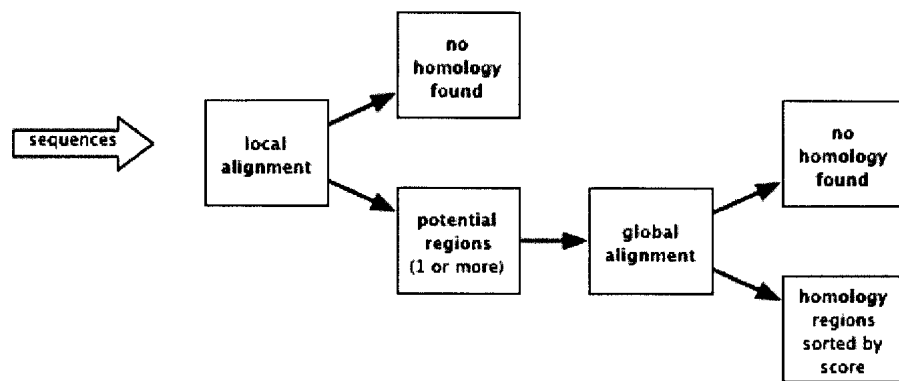 sequences
local
alignment
no
homology
found
potential
regions
(1 or more)
global
alignment
no
homology
found
homology
regions
sorted by
score